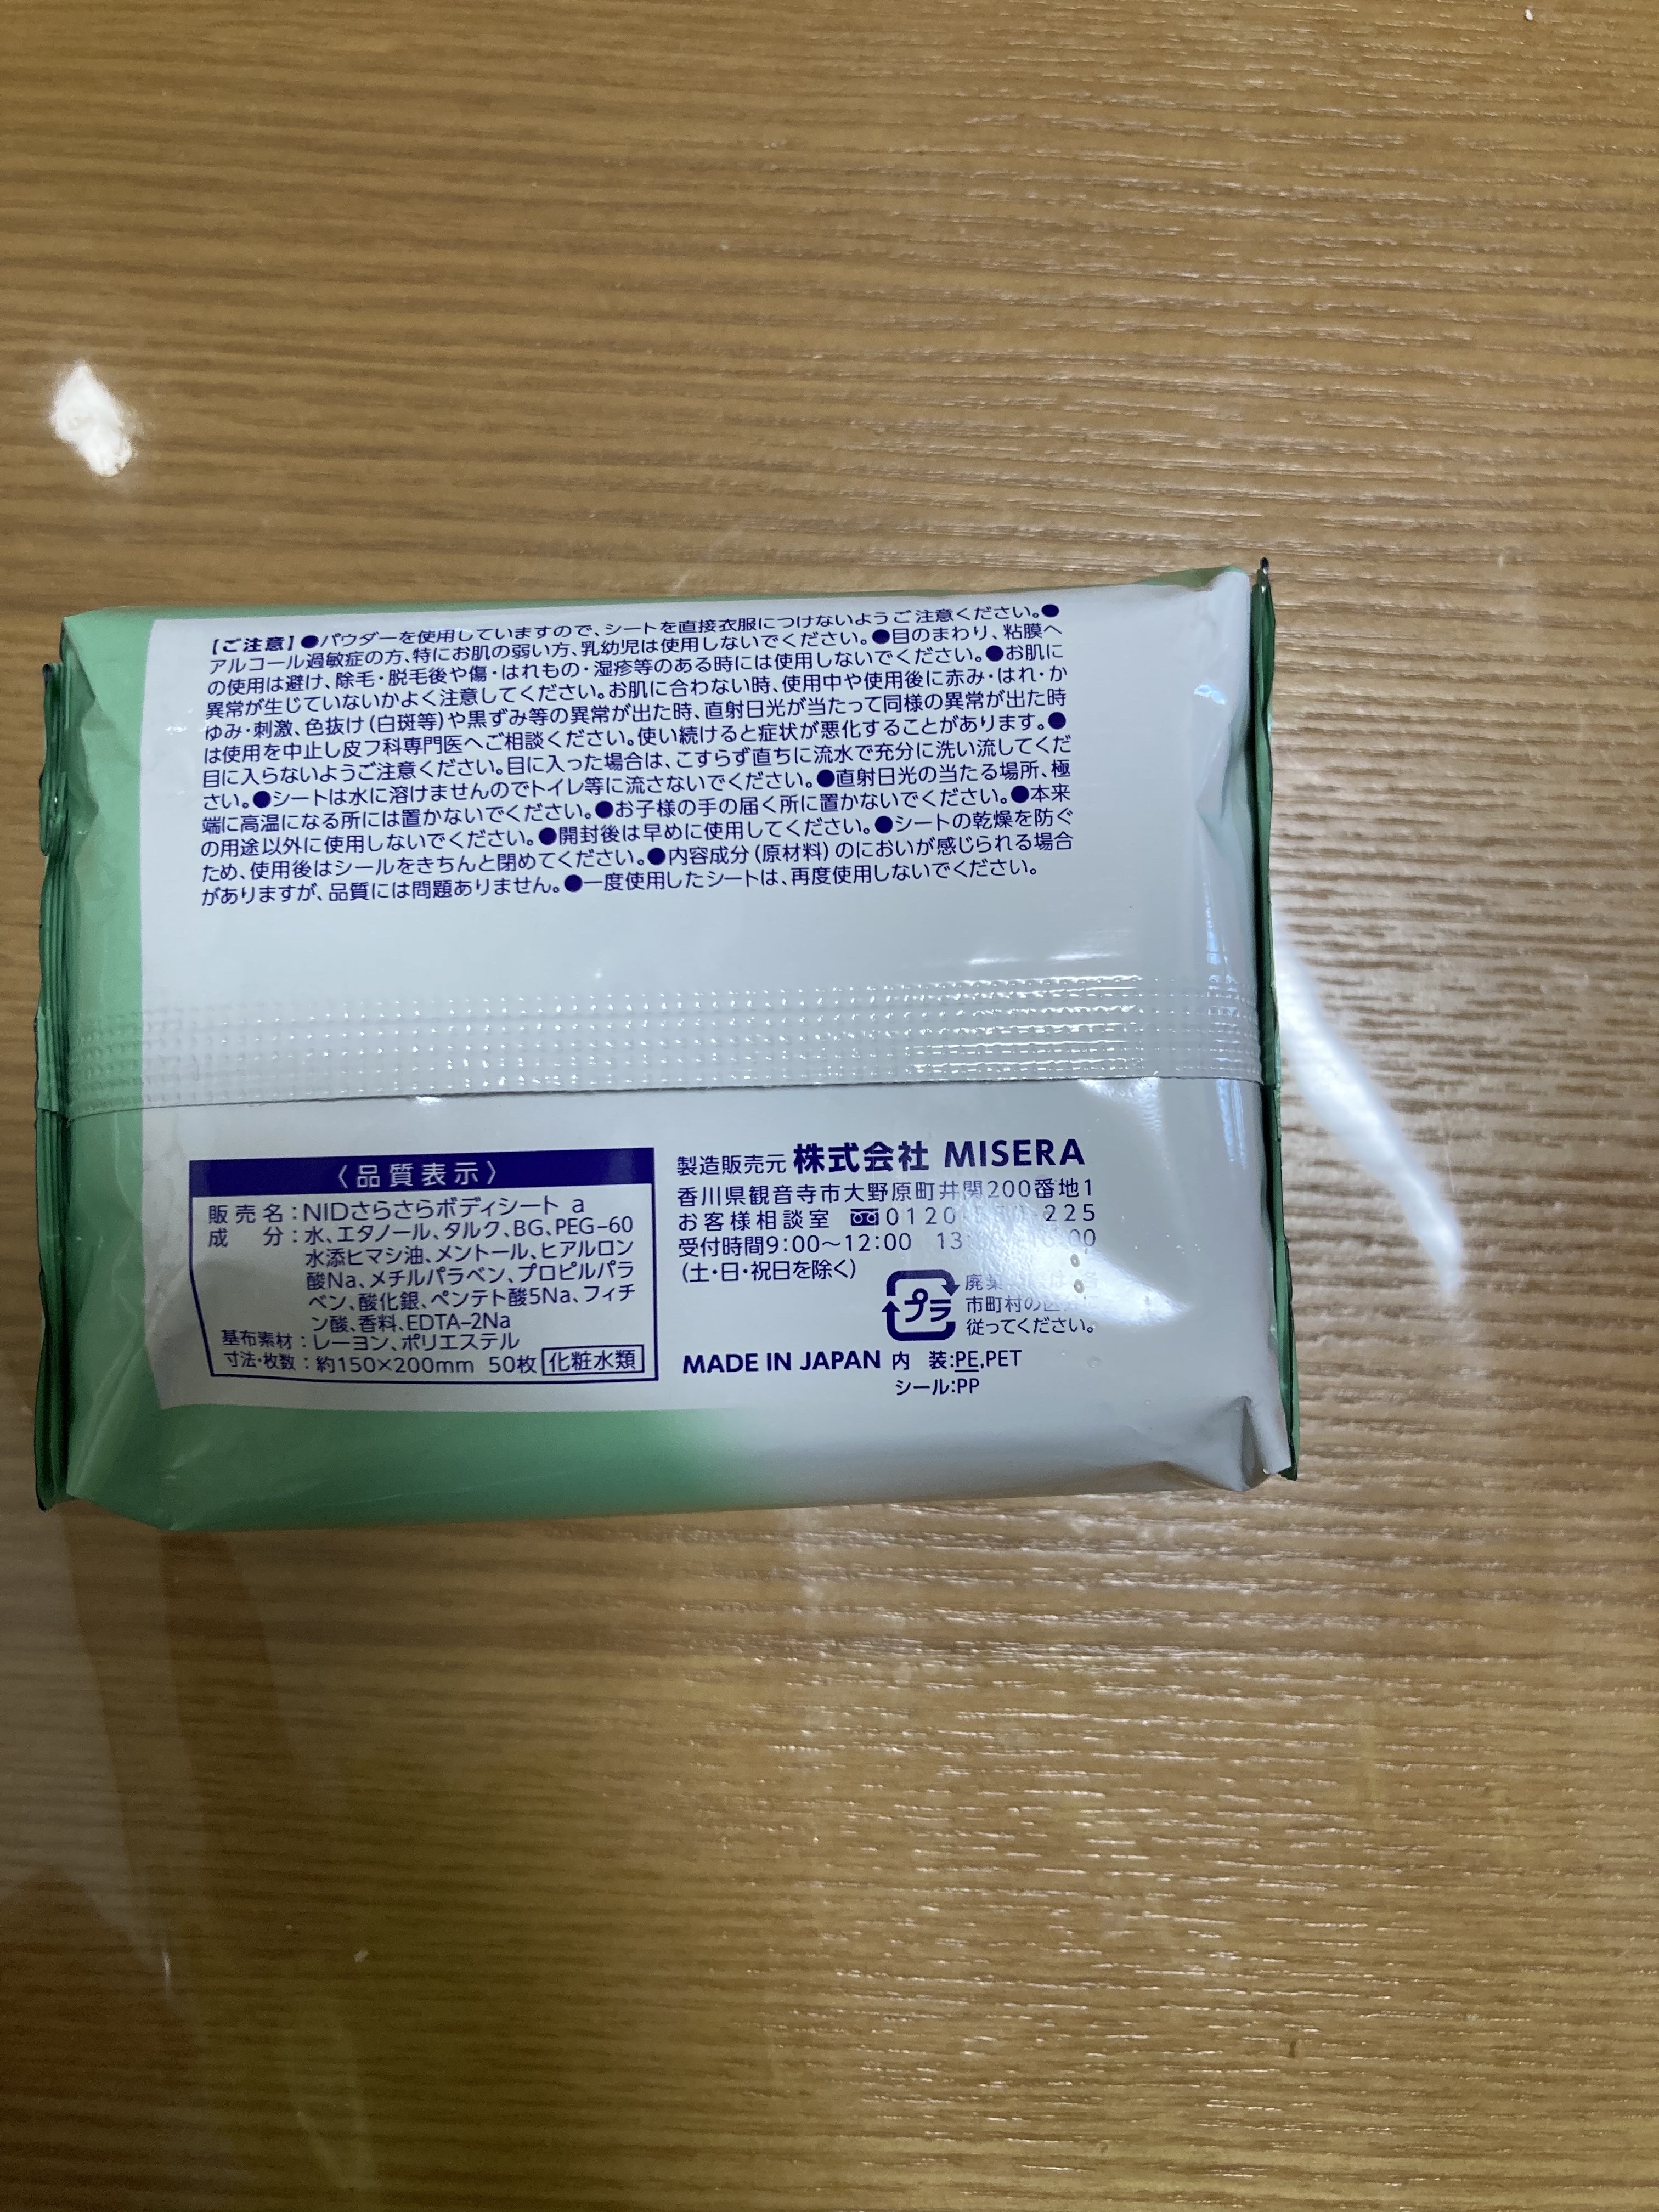 【ご注意】●パウダーを使用していますので、シートを直接衣服につけないようご注意ください。●
アルコール過敏症の方、特にお肌の弱い方、乳幼児は使用しないでください。●目のまわり、粘膜へ
の使用は避け、除毛・脱毛後や傷・はれもの・湿疹等のある時には使用しないでください。●お肌に
異常が生じていないかよく注意してください。お肌に合わない時、使用中や使用後に赤み・はれ・か
ゆみ・刺激、色抜け(白斑等)や黒ずみ等の異常が出た時、直射日光が当たって同様の異常が出た時
は使用を中止し皮フ科専門医へご相談ください。使い続けると症状が悪化することがあります。●
目に入らないようご注意ください。目に入った場合は、こすらず直ちに流水で充分に洗い流してくだ
さい。●シートは水に溶けませんのでトイレ等に流さないでください。●直射日光の当たる場所、極
端に高温になる所には置かないでください。●お子様の手の届く所に置かないでください。●本来
の用途以外に使用しないでください。●開封後は早めに使用してください。●シートの乾燥を防ぐ
ため、使用後はシールをきちんと閉めてください。●内容成分(原材料)のにおいが感じられる場合
がありますが、品質には問題ありません。●一度使用したシートは、再度使用しないでください。
〈品質表示〉
販売名:NIDさらさらボディシート a
成分:水、エタノール、タルク、BG、PEG-60
水添ヒマシ油、メントール、ヒアルロン
酸Na、メチルパラベン、プロピルパラ
ベン、酸化銀、ペンテト酸5Na、フィチ
ン酸、香料、EDTA-2Na
基布素材:レーヨン、ポリエステル
寸法・枚数:約150×200mm 50枚 化粧水類
製造販売元 株式会社 MISERA
香川県観音寺市大野原町井関200番地1
お客様相談室 0120 225
受付時間9:00〜12:00 13 00
(土・日・祝日を除く)
プラ
市町村の
従ってください。
MADE IN JAPAN 内装:PE,PET
シール:PP